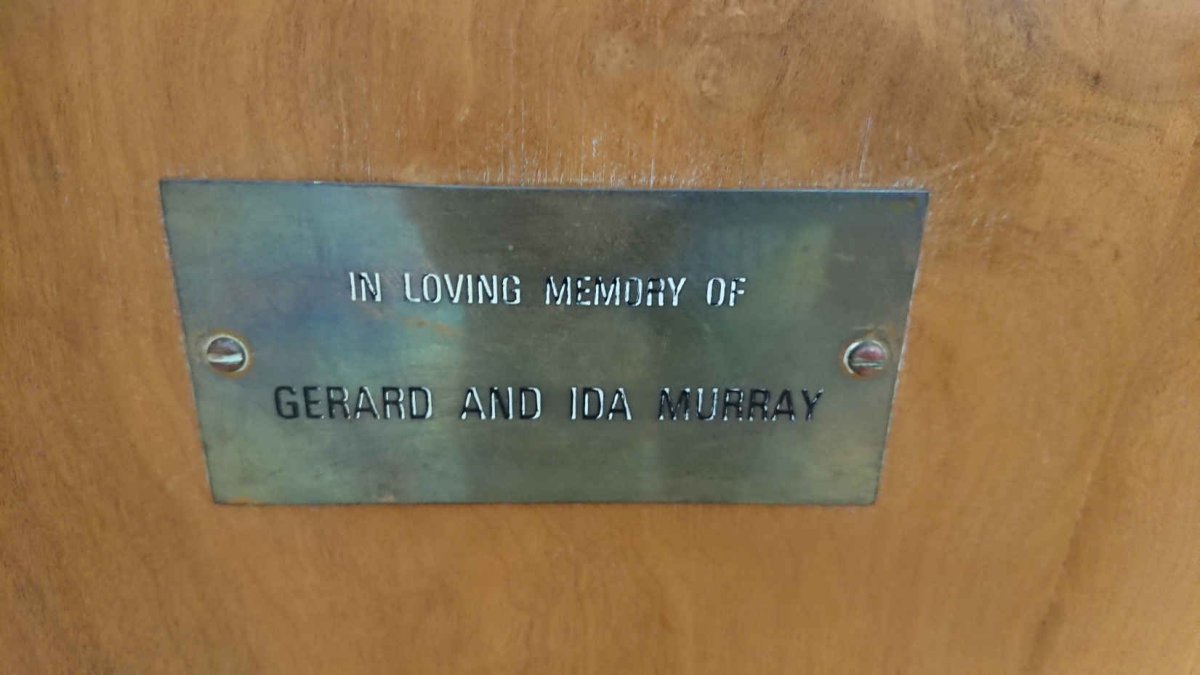 IN LOVING MEMORY OF
GERARD AND IDA MURRAY